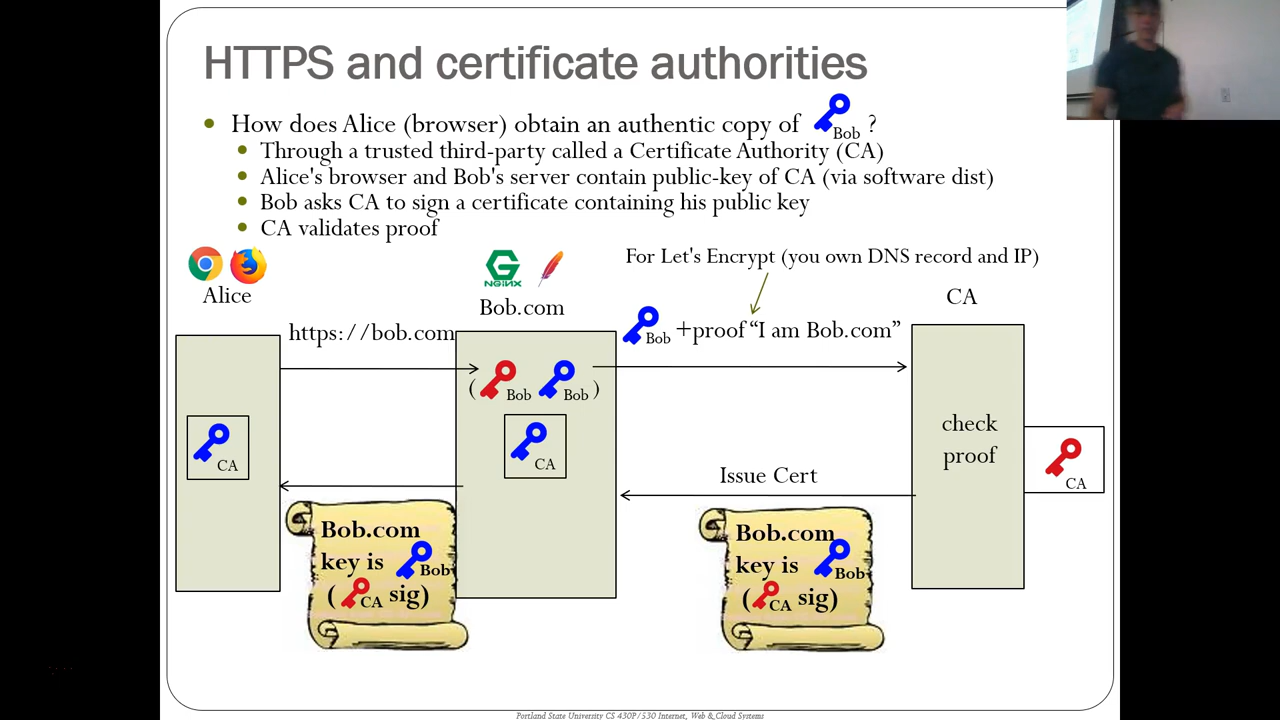 HTTPS and certificate authorities
How does Alice (browser) obtain an authentic copy of Bob ?
Through a trusted third-party called a Certificate Authority (CA)
Alice's browser and Bob's server contain public-key of CA (via software dist)
Bob asks CA to sign a certificate containing his public key
CA validates proof
For Let's Encrypt (you own DNS record and IP)
NGiNX
Alice
Bob.com
CA
https://bob.com
Bob +proof “I am Bob.com”
( Bob Bob )
CA
CA
check
proof
CA
Issue Cert
Bob.com
key is Bob
( CA sig)
Bob.com
key is Bob
( CA sig)
Portland State University CS 430P/530 Internet, Web & Cloud Systems